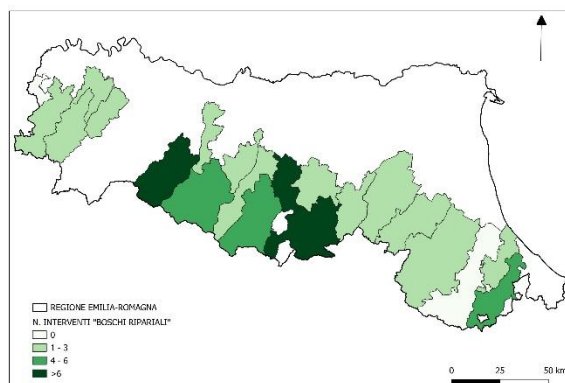 REGIONE EMILIA-ROMAGNA
N. INTERVENTI "BOSCHI RIPARIALI"
0
1 - 3
4 - 6
>6
0 25 50 km